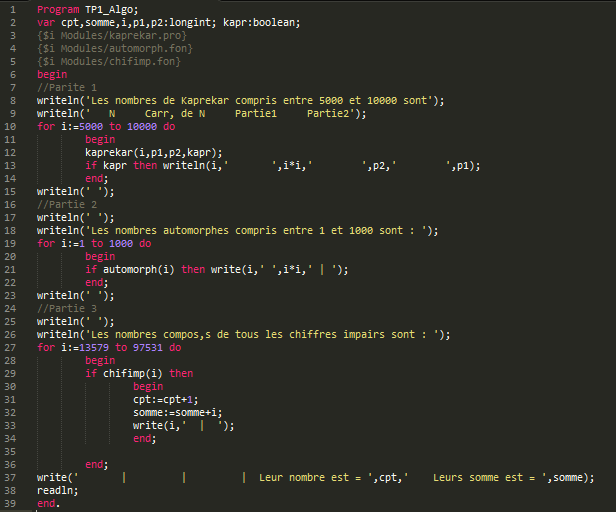 1 Program TP1_Algo;
2 var cpt,somme,i,p1,p2:longint; kapr:boolean;
3 {$i Modules/kaprekar.pro}
4 {$i Modules/automorph.fon}
5 {$i Modules/chifimp.fon}
6 begin
7 //Parite 1
8 writeln('Les nombres de Kaprekar compris entre 5000 et 10000 sont');
9 writeln('   N     Carr‚ de N     Partie1     Partie2');
10 for i:=5000 to 10000 do
11         begin
12         kaprekar(i,p1,p2,kapr);
13         if kapr then writeln(i,'       ',i*i,'        ',p2,'        ',p1);
14         end;
15 writeln(' ');
16 //Partie 2
17 writeln(' ');
18 writeln('Les nombres automorphes compris entre 1 et 1000 sont : ');
19 for i:=1 to 1000 do
20         begin
21         if automorph(i) then write(i,' ',i*i,' | ');
22         end;
23 writeln(' ');
24 //Partie 3
25 writeln(' ');
26 writeln('Les nombres compos‚s de tous les chiffres impairs sont : ');
27 for i:=13579 to 97531 do
28         begin
29         if chifimp(i) then
30                 begin
31                 cpt:=cpt+1;
32                 somme:=somme+i;
33                 write(i,'  |  ');
34                 end;
35
36         end;
37 write('       |         |         |  Leur nombre est = ',cpt,'    Leurs somme est = ',somme);
38 readln;
39 end.